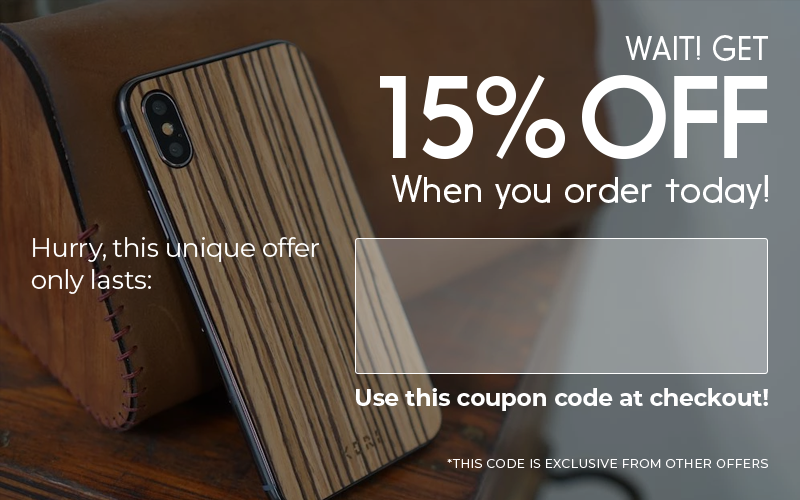 WAIT! GET
15% OFF
When you order today!
Hurry, this unique offer
only lasts:
Use this coupon code at checkout!
*THIS CODE IS EXCLUSIVE FROM OTHER OFFERS